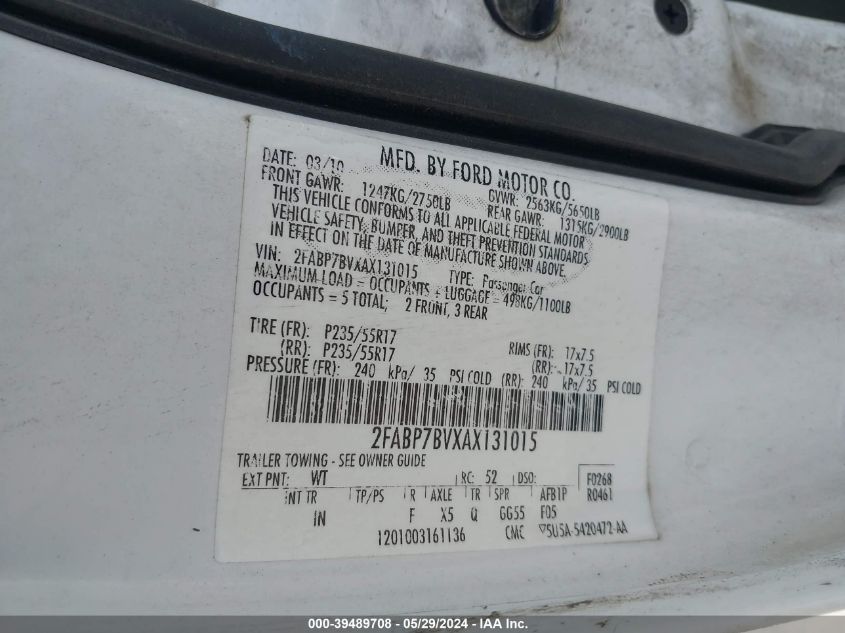 MFD. BY FORD MOTOR CO.
DATE: 03/10 GVWR: 2563KG/5650LB
FRONT GAWR: 1247KG/2750LB REAR GAWR: 1315KG/2900LB
THIS VEHICLE CONFORMS TO ALL APPLICABLE FEDERAL MOTOR
VEHICLE SAFETY, BUMPER, AND THEFT PREVENTION STANDARDS
IN EFFECT ON THE DATE OF MANUFACTURE SHOWN ABOVE.
VIN: 2FABP7BVXAX131015 TYPE: Passenger Car
MAXIMUM LOAD = OCCUPANTS + LUGGAGE = 498KG/1100LB
OCCUPANTS = 5 TOTAL; 2 FRONT, 3 REAR
TIRE (FR): P235/55R17 RIMS (FR): 17x7.5
(RR): P235/55R17 (RR): 17x7.5
PRESSURE (FR): 240 kPa/ 35 PSI COLD (RR): 240 kPa/ 35 PSI COLD
2FABP7BVXAX131015
TRAILER TOWING - SEE OWNER GUIDE
EXT PNT: WT RC: 52 DSO: F0268
INT TR TP/PS R AXLE TR SPR AFB1P R0461
IN F X5 Q GG55 F05
1201003161136 CMC 5U5A-5420472-AA
000-39489708 - 05/29/2024 - IAA Inc.